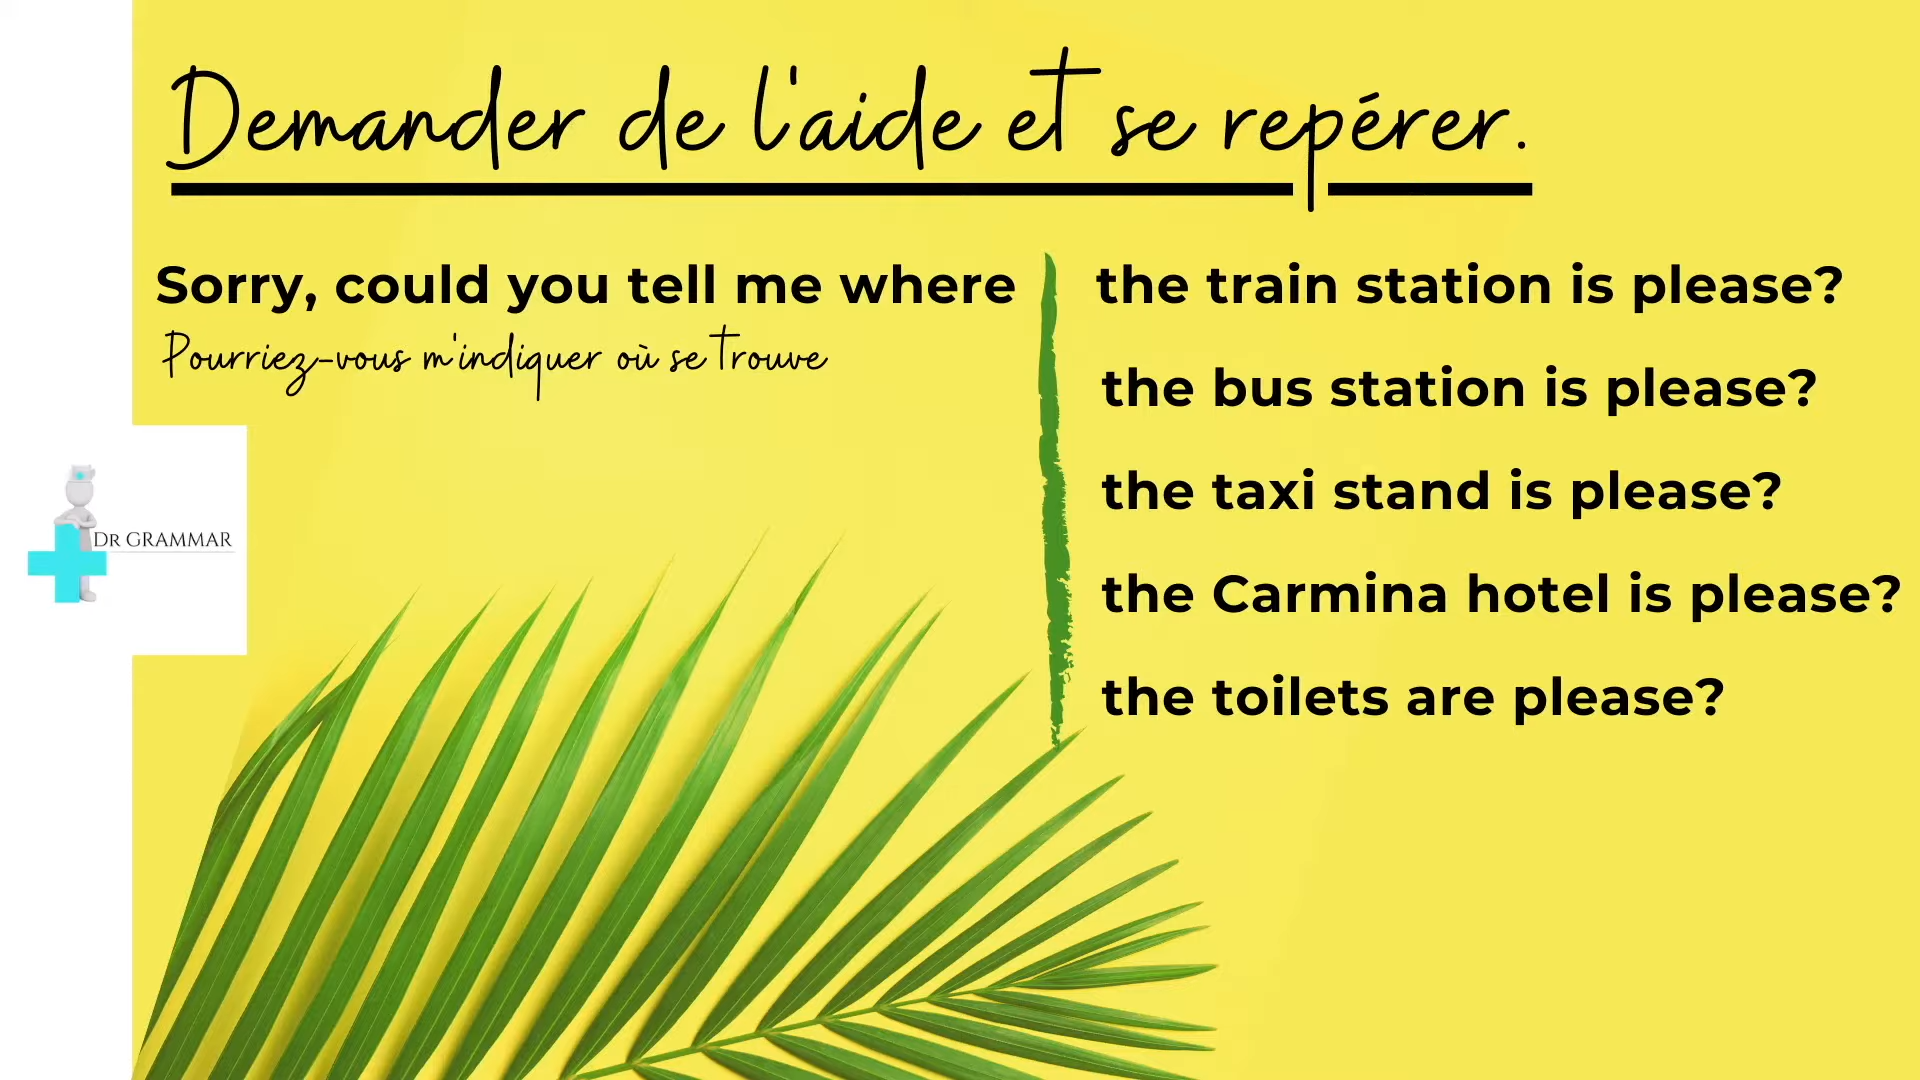 Demander de l'aide et se repérer.
Sorry, could you tell me where
Pourriez-vous m'indiquer où se trouve
the train station is please?
the bus station is please?
the taxi stand is please?
the Carmina hotel is please?
the toilets are please?
Dr GRAMMAR